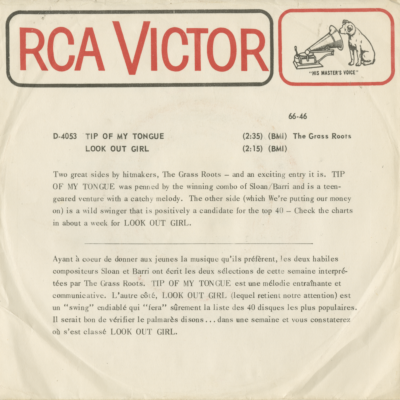 RCA VICTOR
"HIS MASTER'S VOICE"
66-46
D-4053 TIP OF MY TONGUE (2:35) (BMI) The Grass Roots
LOOK OUT GIRL (2:15) (BMI)
Two great sides by hitmakers, The Grass Roots – and an exciting entry it is. TIP
OF MY TONGUE was penned by the winning combo of Sloan/Barri and is a teen-
geared venture with a catchy melody. The other side (which We're putting our money
on) is a wild swinger that is positively a candidate for the top 40 – Check the charts
in about a week for LOOK OUT GIRL.
Ayant à coeur de donner aux jeunes la musique qu'ils préfèrent, les deux habiles
compositeurs Sloan et Barri ont écrit les deux sélections de cette semaine interpré-
tées par The Grass Roots. TIP OF MY TONGUE est une mélodie entraînante et
communicative. L'autre côté, LOOK OUT GIRL (lequel retient notre attention) est
un "swing" endiablé qui "fera" sûrement la liste des 40 disques les plus populaires.
Il serait bon de vérifier le palmarès disons... dans une semaine et vous constaterez
où s'est classé LOOK OUT GIRL.